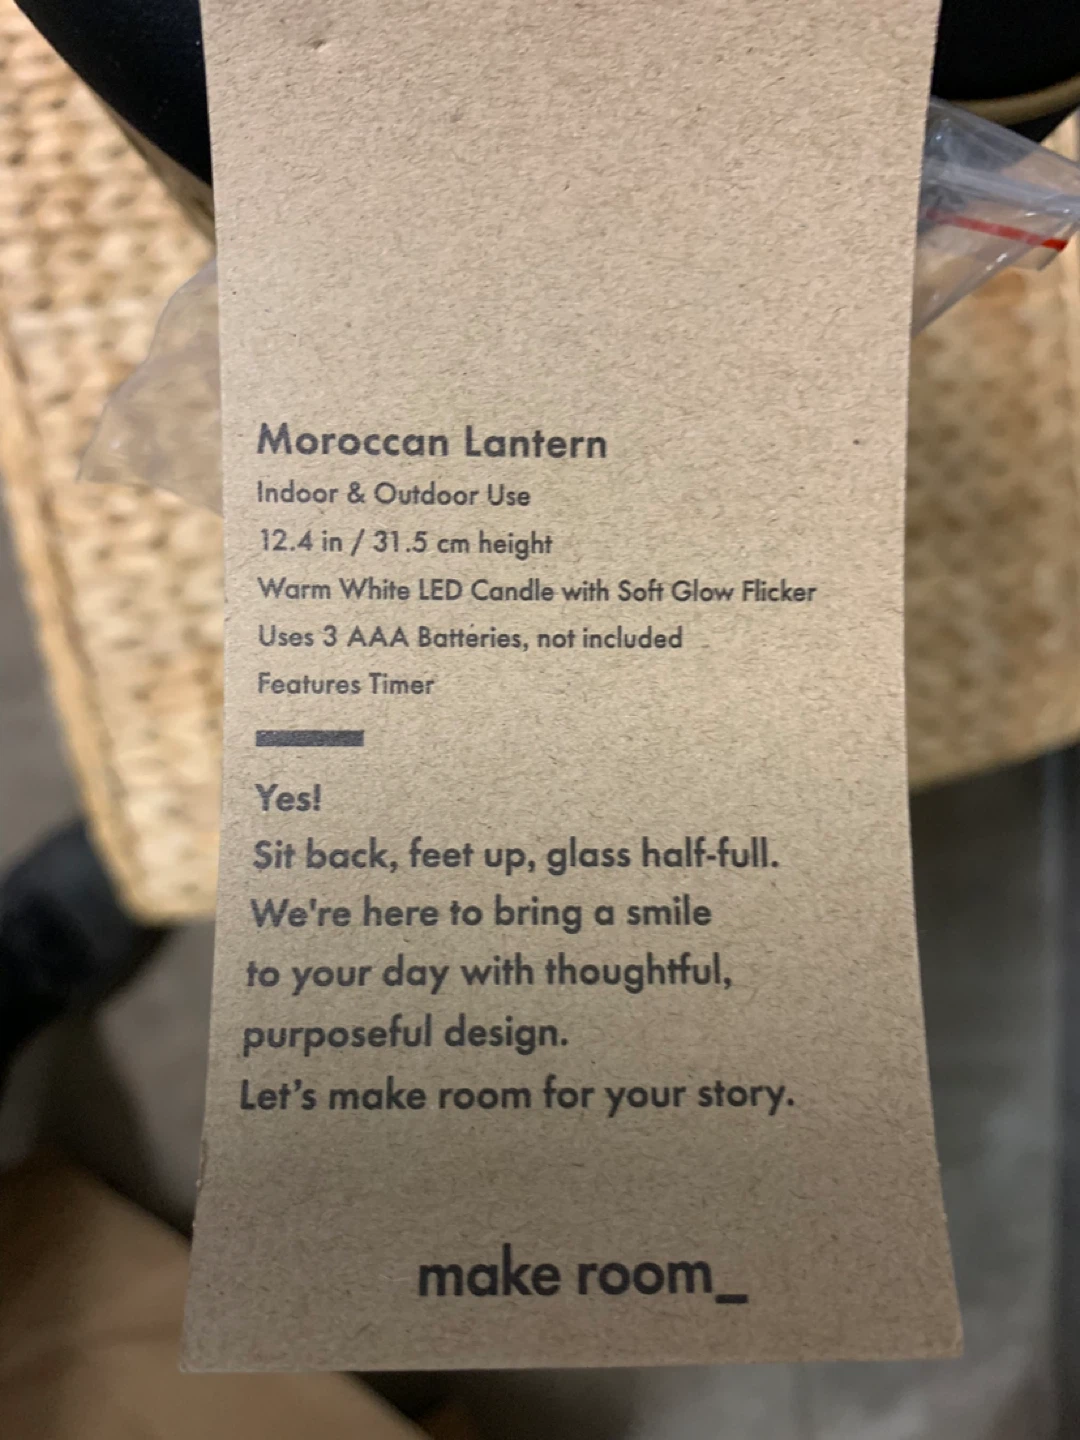 Moroccan Lantern
Indoor & Outdoor Use
12.4 in / 31.5 cm height
Warm White LED Candle with Soft Glow Flicker
Uses 3 AAA Batteries, not included
Features Timer
Yes!
Sit back, feet up, glass half-full.
We're here to bring a smile
to your day with thoughtful,
purposeful design.
Let’s make room for your story.
make room_